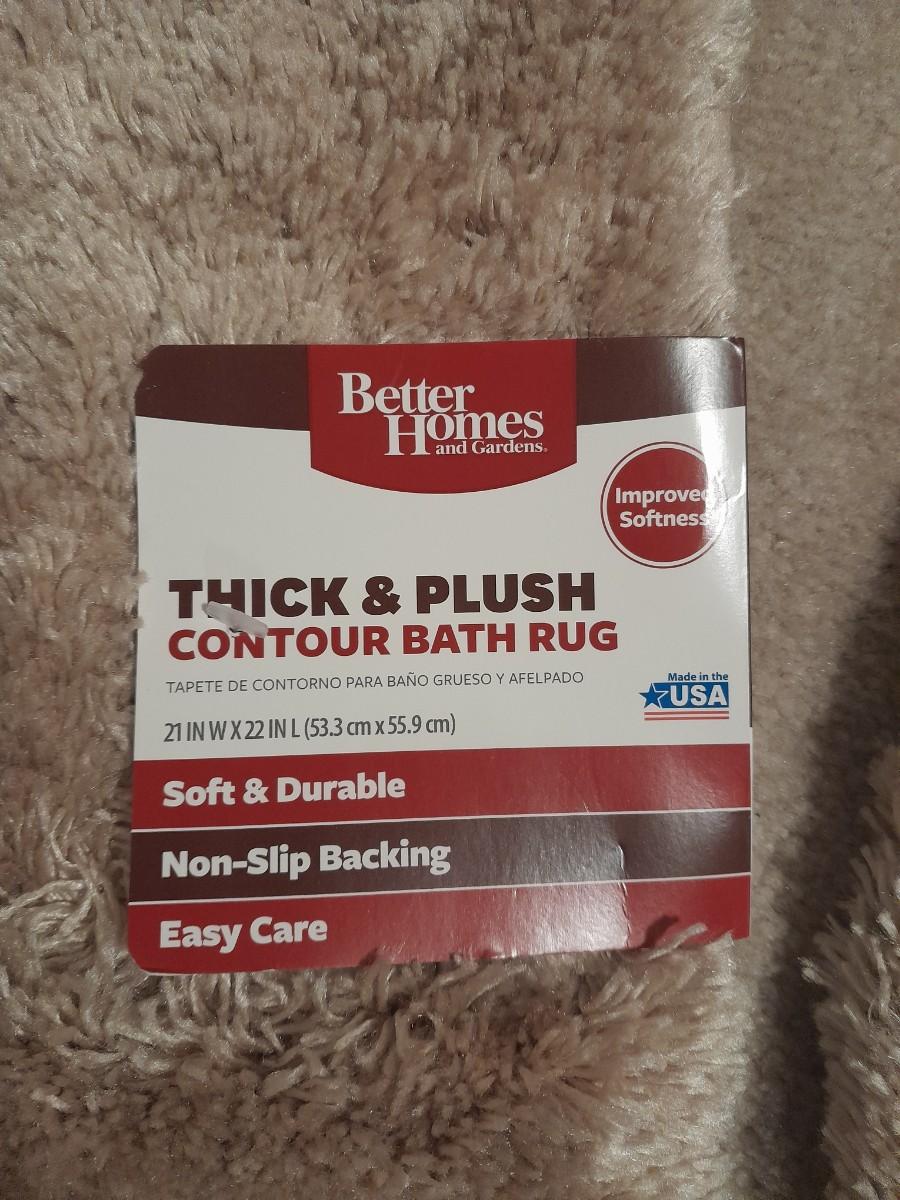 Better
Homes
and Gardens®
Improved
Softness
THICK & PLUSH
CONTOUR BATH RUG
TAPETE DE CONTORNO PARA BAÑO GRUESO Y AFELPADO
Made in the
USA
21 IN W X 22 IN L (53.3 cm x 55.9 cm)
Soft & Durable
Non-Slip Backing
Easy Care